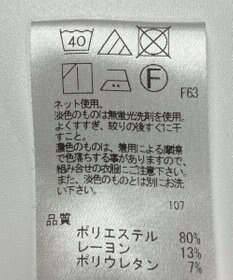 40
F
F63
ネット使用。
淡色のものは無蛍光洗剤を使用。
よくすすぎ、絞りの後すぐに干
すこと。
濃色のものは、着用による摩擦
で色落ちする事がありますので、
組み合せの衣服にご注意下さい。
また、淡色のものとは別にお洗
い下さい。
107
品質
ポリエステル 80%
レーヨン 13%
ポリウレタン 7%